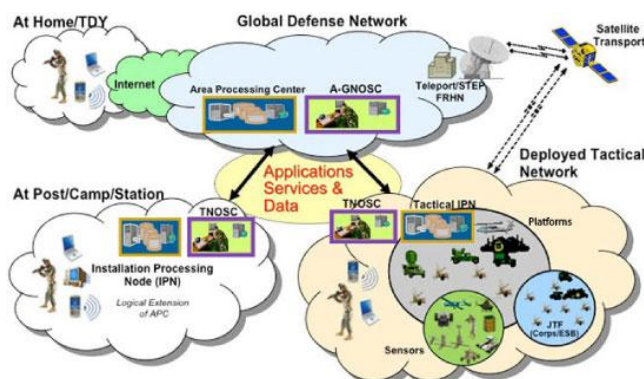 At Home/TDY
Global Defense Network
Satellite
Transport
Internet
Area Processing Center
A-GNOSC
Teleport/STEP
FRHN
Deployed Tactical
Network
Applications
Services &
Data
At Post/Camp/Station
TNOSC
TNOSC
Tactical IPN
Platforms
Installation Processing
Node (IPN)
Logical Extension
of APC
JTF
(Corps/ESB)
Sensors